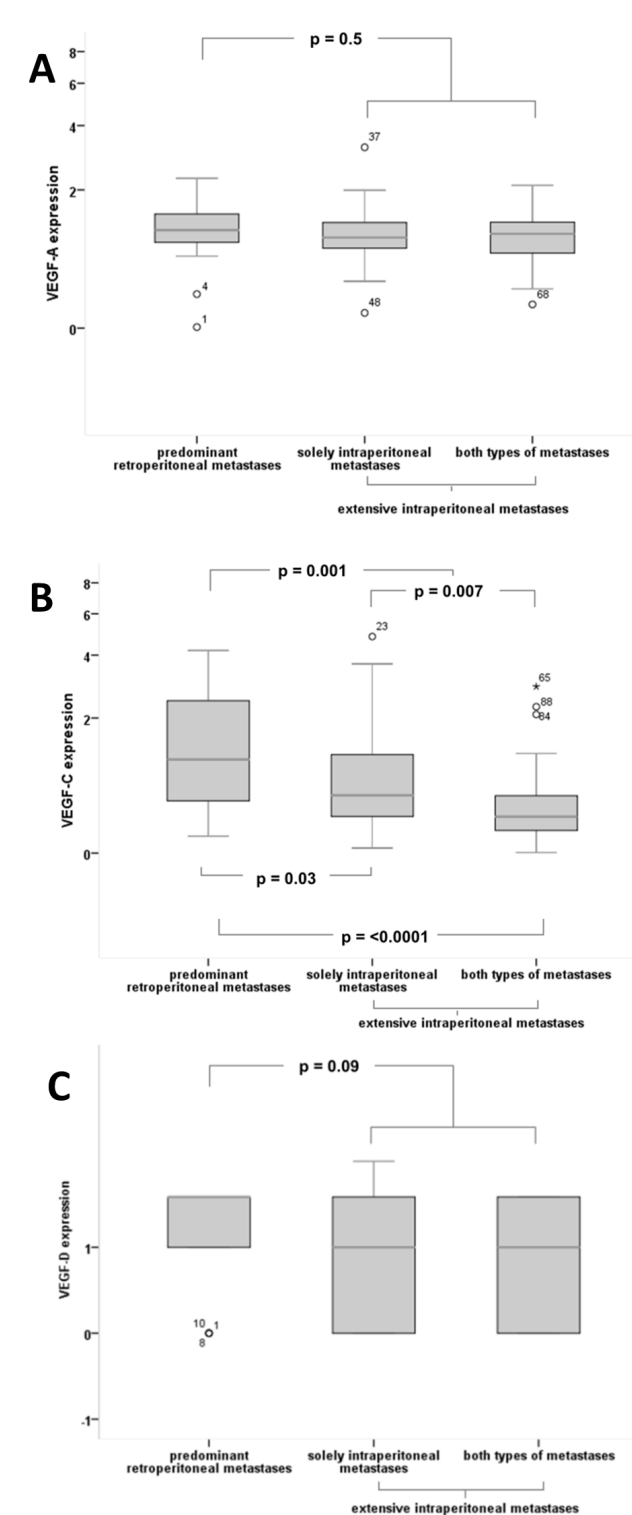 A
p = 0.5
8
6
4
2
0
VEGF-A expression
37
4
1
48
68
predominant
retroperitoneal metastases
solely intraperitoneal
metastases
both types of metastases
extensive intraperitoneal metastases
B
p = 0.001
p = 0.007
8
6
4
2
0
VEGF-C expression
23
65
88
84
p = 0.03
p = <0.0001
predominant
retroperitoneal metastases
solely intraperitoneal
metastases
both types of metastases
extensive intraperitoneal metastases
C
p = 0.09
VEGF-D expression
1
0
-1
10 1
8
predominant
retroperitoneal metastases
solely intraperitoneal
metastases
both types of metastases
extensive intraperitoneal metastases